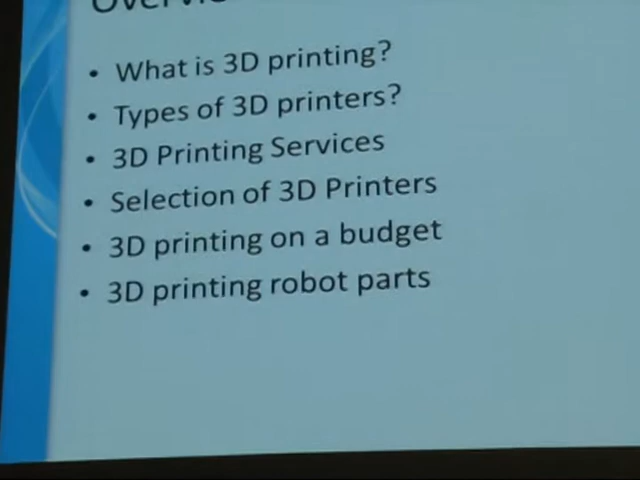 What is 3D printing?
Types of 3D printers?
3D Printing Services
Selection of 3D Printers
3D printing on a budget
3D printing robot parts